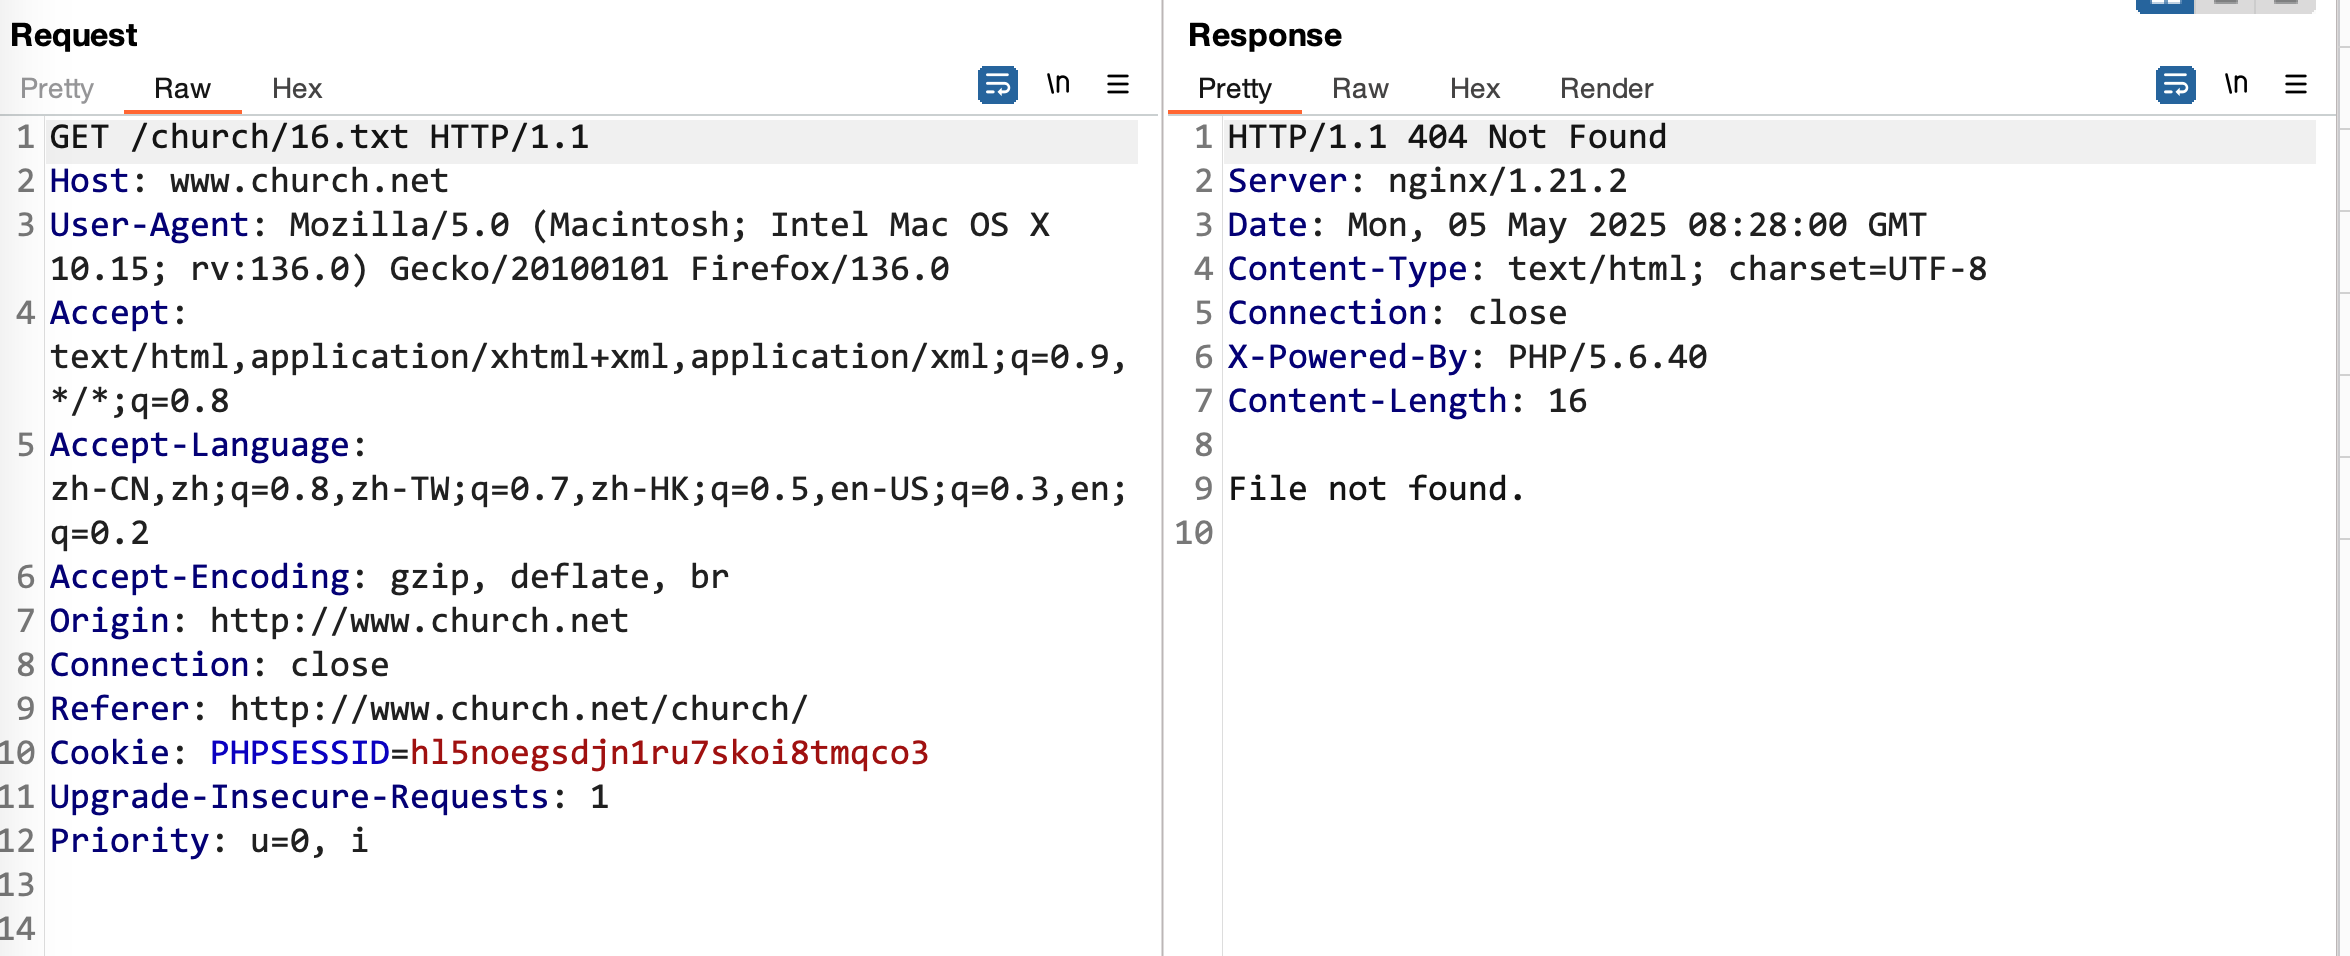 Request
Pretty Raw Hex \n
1 GET /church/16.txt HTTP/1.1
2 Host: www.church.net
3 User-Agent: Mozilla/5.0 (Macintosh; Intel Mac OS X
10.15; rv:136.0) Gecko/20100101 Firefox/136.0
4 Accept:
text/html,application/xhtml+xml,application/xml;q=0.9,
*/*;q=0.8
5 Accept-Language:
zh-CN,zh;q=0.8,zh-TW;q=0.7,zh-HK;q=0.5,en-US;q=0.3,en;
q=0.2
6 Accept-Encoding: gzip, deflate, br
7 Origin: http://www.church.net
8 Connection: close
9 Referer: http://www.church.net/church/
10 Cookie: PHPSESSID=hl5noegsdjn1ru7skoi8tmqco3
11 Upgrade-Insecure-Requests: 1
12 Priority: u=0, i
13
14
Response
Pretty Raw Hex Render \n
1 HTTP/1.1 404 Not Found
2 Server: nginx/1.21.2
3 Date: Mon, 05 May 2025 08:28:00 GMT
4 Content-Type: text/html; charset=UTF-8
5 Connection: close
6 X-Powered-By: PHP/5.6.40
7 Content-Length: 16
8
9 File not found.
10